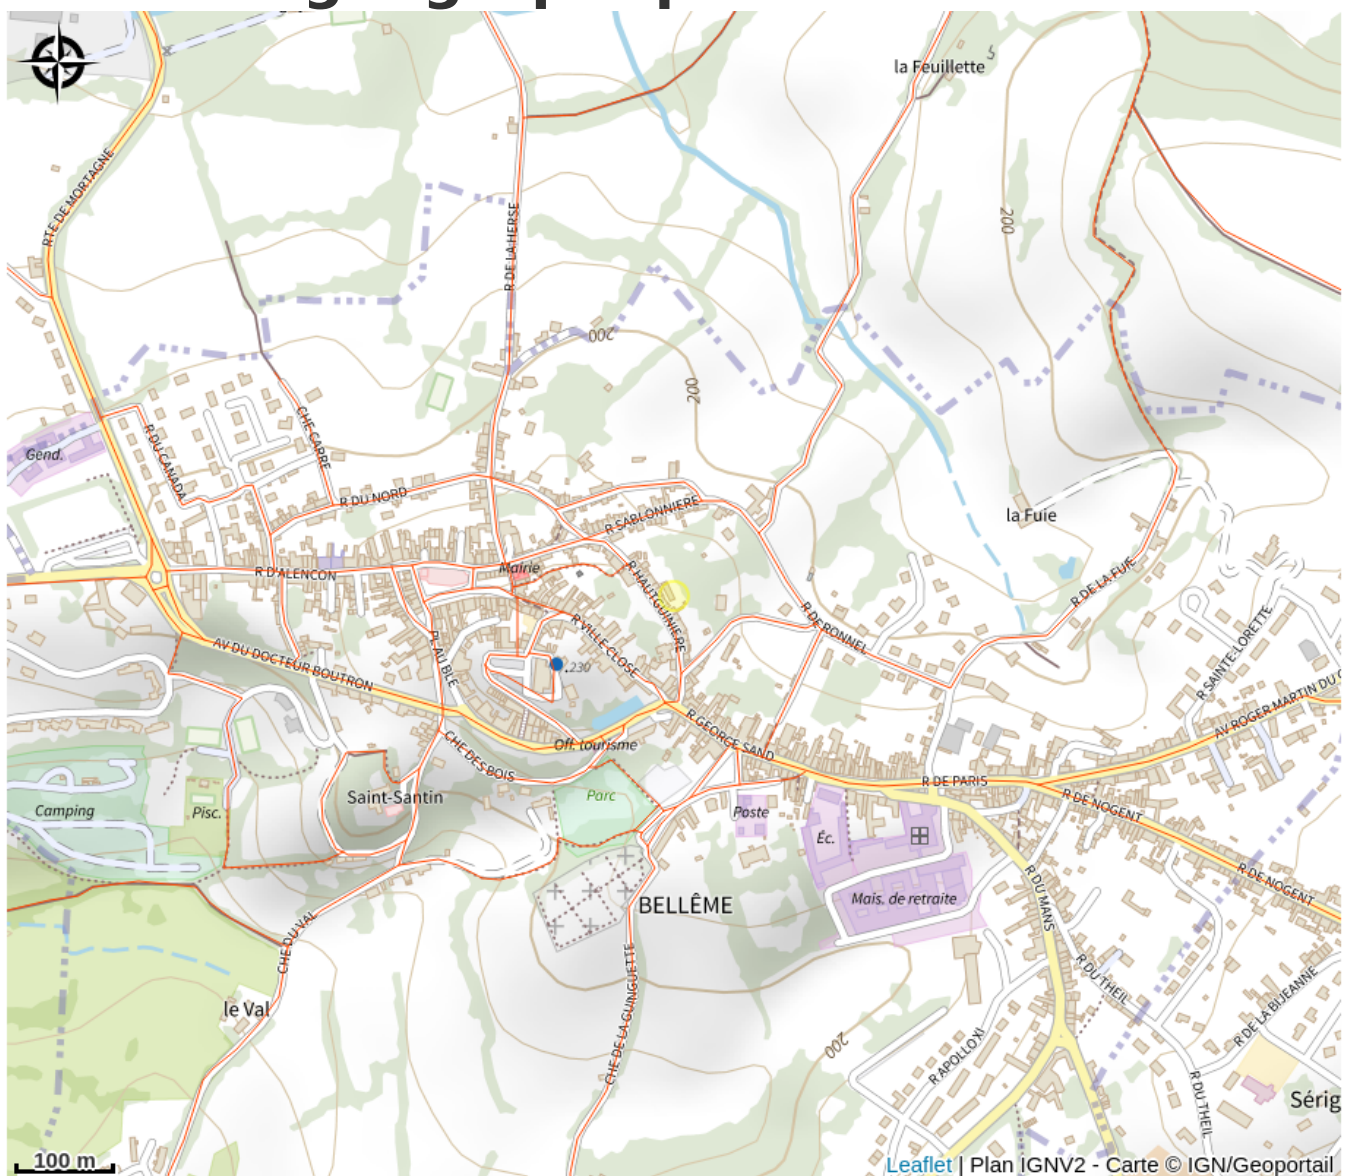 la Feuillette
RTE DE MORTAGNE
R DE LA HERSE
200
200
200
Gend.
R DU CANADA
CHE CARRE
R DU NORD
R SABLONNIERE
la Fuie
R D'ALENCON
Mairie
R HAUT GUINIERE
R DE RONNEL
R DE LA FUIE
R VILLE CLOSE
PL AU BLE
AV DU DOCTEUR BOUTRON
.230
R SAINTE-LORETTE
AV ROGER MARTIN DU G
R GEORGE SAND
Off. tourisme
CHE DES BOIS
R DE PARIS
Saint-Santin
Parc
Camping
Pisc.
Poste
Éc.
R DE NOGENT
R DE NOGENT
Mais. de retraite
BELLÊME
R DU MANS
CHE DU VAL
CHE DE LA GUINGUETTE
R DU THEIL
le Val
R DE LA BIJEANNE
200
R APOLLO XI
R DU THEIL
Sérig
100 m
Leaflet | Plan IGNV2 - Carte © IGN/Geoportail